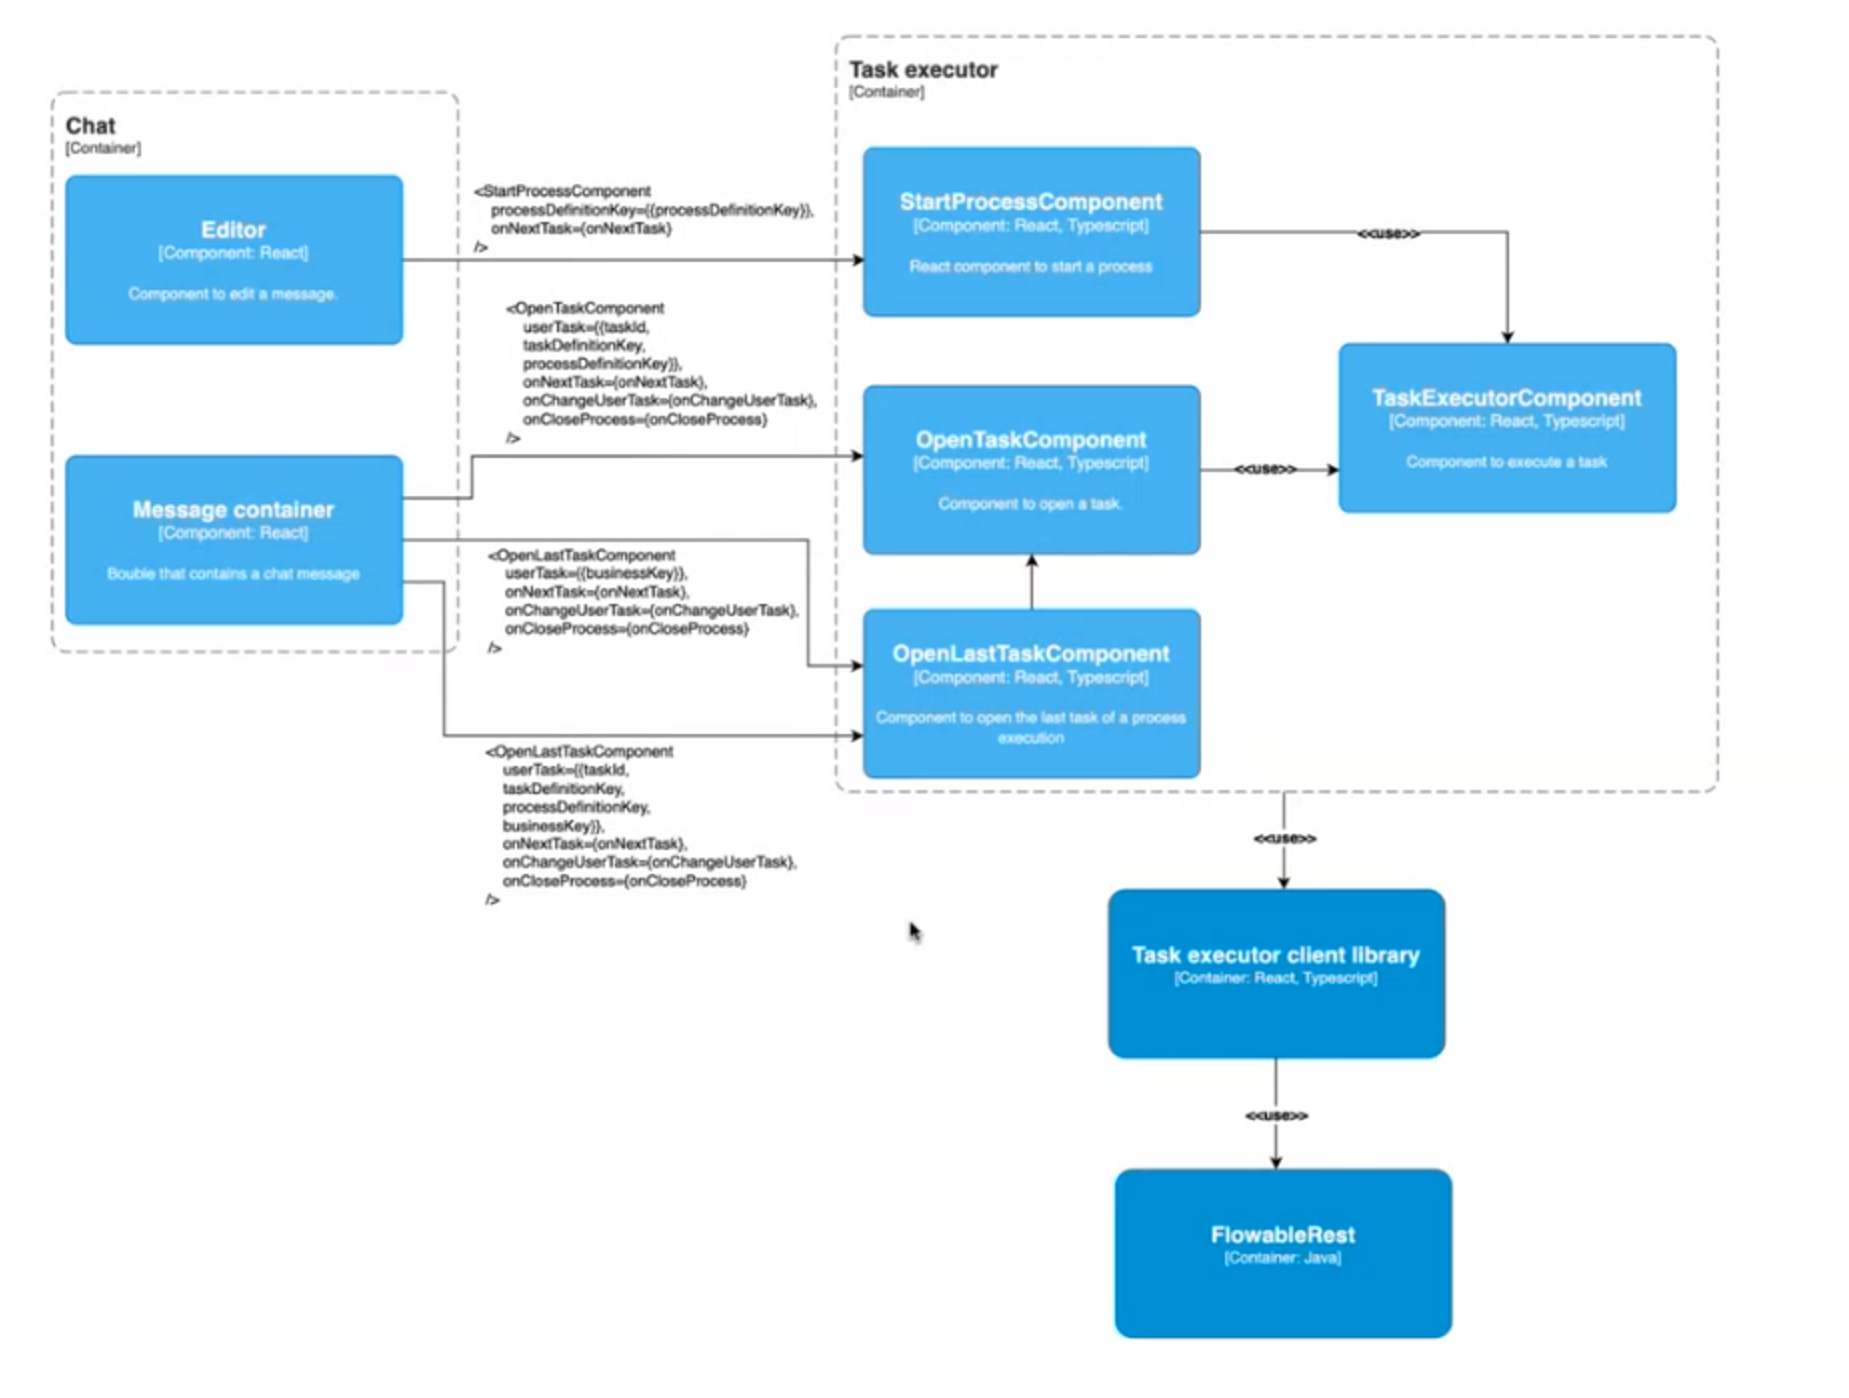 Task executor
[Container]
Chat
[Container]
Editor
[Component: React]
Component to edit a message.
<StartProcessComponent
processDefinitionKey={{processDefinitionKey}},
onNextTask={onNextTask}
/>
StartProcessComponent
[Component: React, Typescript]
React component to start a process
<<use>>
<OpenTaskComponent
userTask={{taskId,
taskDefinitionKey,
processDefinitionKey}},
onNextTask={onNextTask},
onChangeUserTask={onChangeUserTask},
onCloseProcess={onCloseProcess}
/>
OpenTaskComponent
[Component: React, Typescript]
Component to open a task.
<<use>>
TaskExecutorComponent
[Component: React, Typescript]
Component to execute a task
Message container
[Component: React]
Bouble that contains a chat message
<OpenLastTaskComponent
userTask={{businessKey}},
onNextTask={onNextTask},
onChangeUserTask={onChangeUserTask},
onCloseProcess={onCloseProcess}
/>
OpenLastTaskComponent
[Component: React, Typescript]
Component to open the last task of a process
execution
<OpenLastTaskComponent
userTask={{taskId,
taskDefinitionKey,
processDefinitionKey,
businessKey}},
onNextTask={onNextTask},
onChangeUserTask={onChangeUserTask},
onCloseProcess={onCloseProcess}
/>
<<use>>
Task executor client library
[Container: React, Typescript]
<<use>>
FlowableRest
[Container: Java]